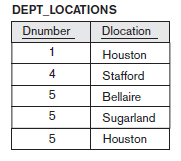 DEPT_LOCATIONS
Dnumber Dlocation
1 Houston
4 Stafford
5 Bellaire
5 Sugarland
5 Houston